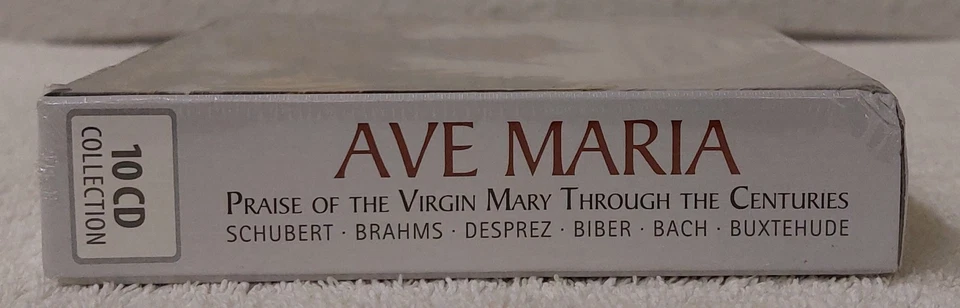 10 CD
COLLECTION
AVE MARIA
PRAISE OF THE VIRGIN MARY THROUGH THE CENTURIES
SCHUBERT · BRAHMS · DESPREZ · BIBER · BACH · BUXTEHUDE